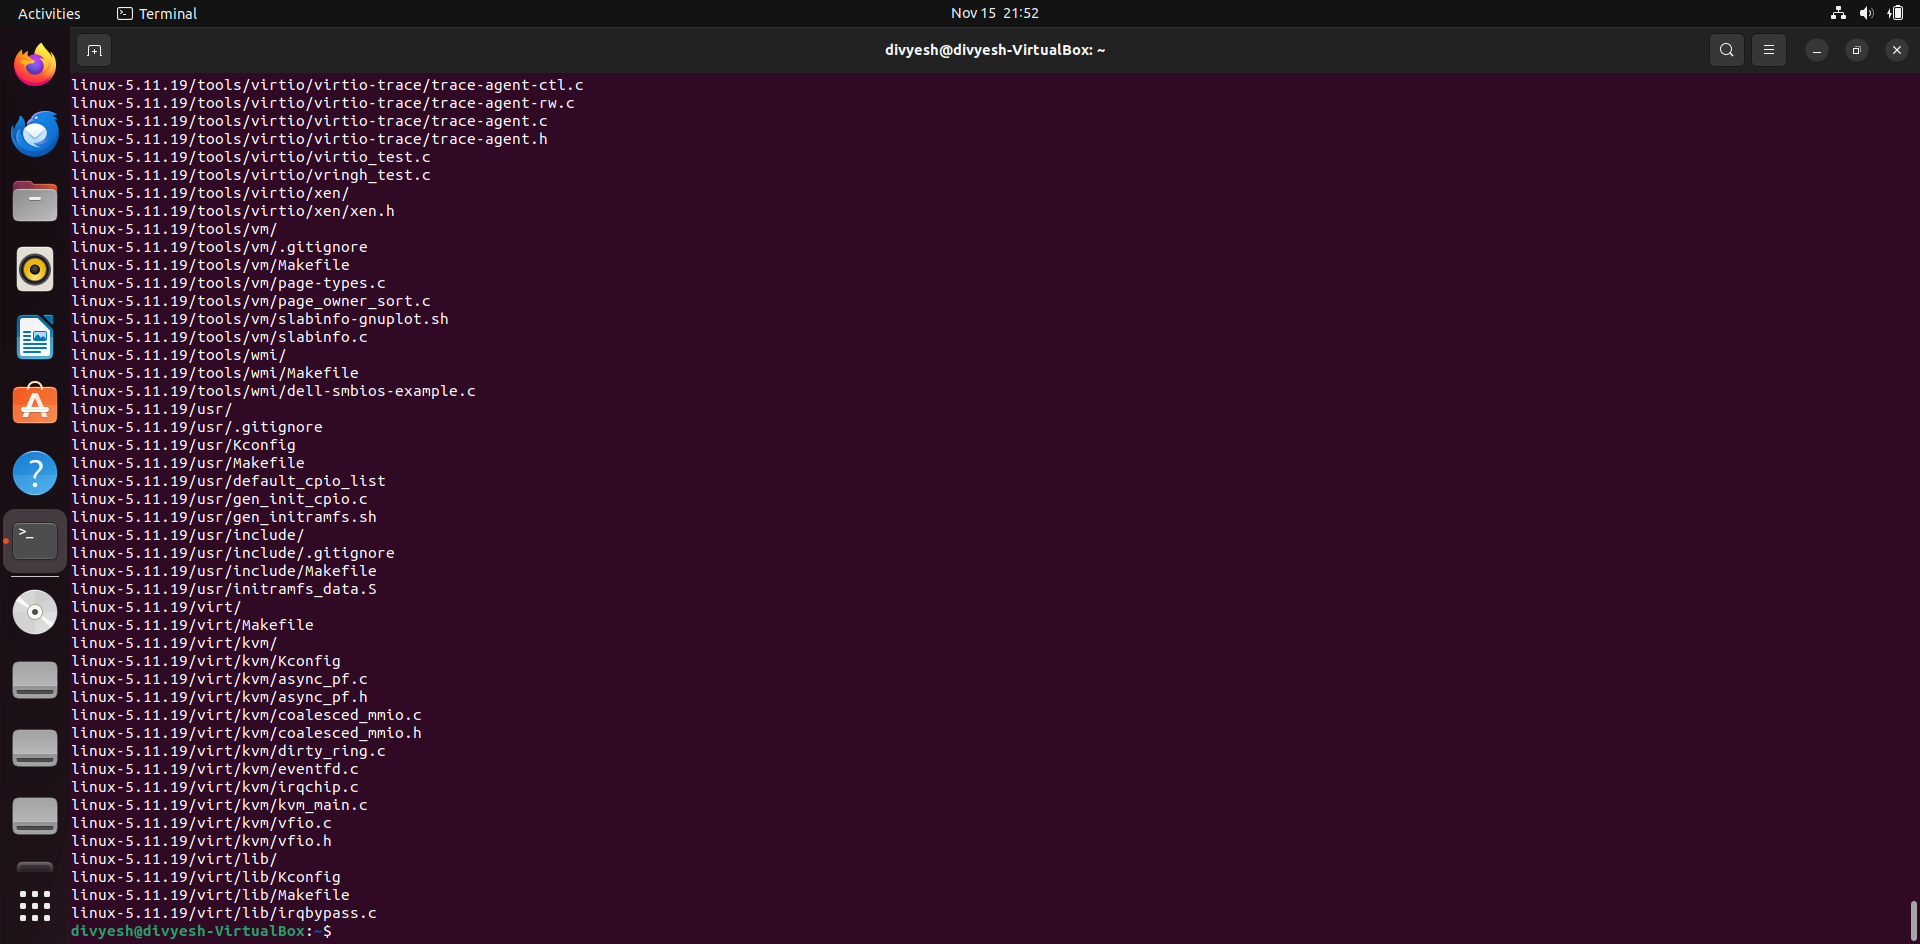 Activities
Terminal
Nov 15 21:52
divyesh@divyesh-VirtualBox: ~
linux-5.11.19/tools/virtio/virtio-trace/trace-agent-ctl.c
linux-5.11.19/tools/virtio/virtio-trace/trace-agent-rw.c
linux-5.11.19/tools/virtio/virtio-trace/trace-agent.c
linux-5.11.19/tools/virtio/virtio-trace/trace-agent.h
linux-5.11.19/tools/virtio/virtio_test.c
linux-5.11.19/tools/virtio/vringh_test.c
linux-5.11.19/tools/virtio/xen/
linux-5.11.19/tools/virtio/xen/xen.h
linux-5.11.19/tools/vm/
linux-5.11.19/tools/vm/.gitignore
linux-5.11.19/tools/vm/Makefile
linux-5.11.19/tools/vm/page-types.c
linux-5.11.19/tools/vm/page_owner_sort.c
linux-5.11.19/tools/vm/slabinfo-gnuplot.sh
linux-5.11.19/tools/vm/slabinfo.c
linux-5.11.19/tools/wmi/
linux-5.11.19/tools/wmi/Makefile
linux-5.11.19/tools/wmi/dell-smbios-example.c
linux-5.11.19/usr/
linux-5.11.19/usr/.gitignore
linux-5.11.19/usr/Kconfig
linux-5.11.19/usr/Makefile
linux-5.11.19/usr/default_cpio_list
linux-5.11.19/usr/gen_init_cpio.c
linux-5.11.19/usr/gen_initramfs.sh
linux-5.11.19/usr/include/
linux-5.11.19/usr/include/.gitignore
linux-5.11.19/usr/include/Makefile
linux-5.11.19/usr/initramfs_data.S
linux-5.11.19/virt/
linux-5.11.19/virt/Makefile
linux-5.11.19/virt/kvm/
linux-5.11.19/virt/kvm/Kconfig
linux-5.11.19/virt/kvm/async_pf.c
linux-5.11.19/virt/kvm/async_pf.h
linux-5.11.19/virt/kvm/coalesced_mmio.c
linux-5.11.19/virt/kvm/coalesced_mmio.h
linux-5.11.19/virt/kvm/dirty_ring.c
linux-5.11.19/virt/kvm/eventfd.c
linux-5.11.19/virt/kvm/irqchip.c
linux-5.11.19/virt/kvm/kvm_main.c
linux-5.11.19/virt/kvm/vfio.c
linux-5.11.19/virt/kvm/vfio.h
linux-5.11.19/virt/lib/
linux-5.11.19/virt/lib/Kconfig
linux-5.11.19/virt/lib/Makefile
linux-5.11.19/virt/lib/irqbypass.c
divyesh@divyesh-VirtualBox:~$